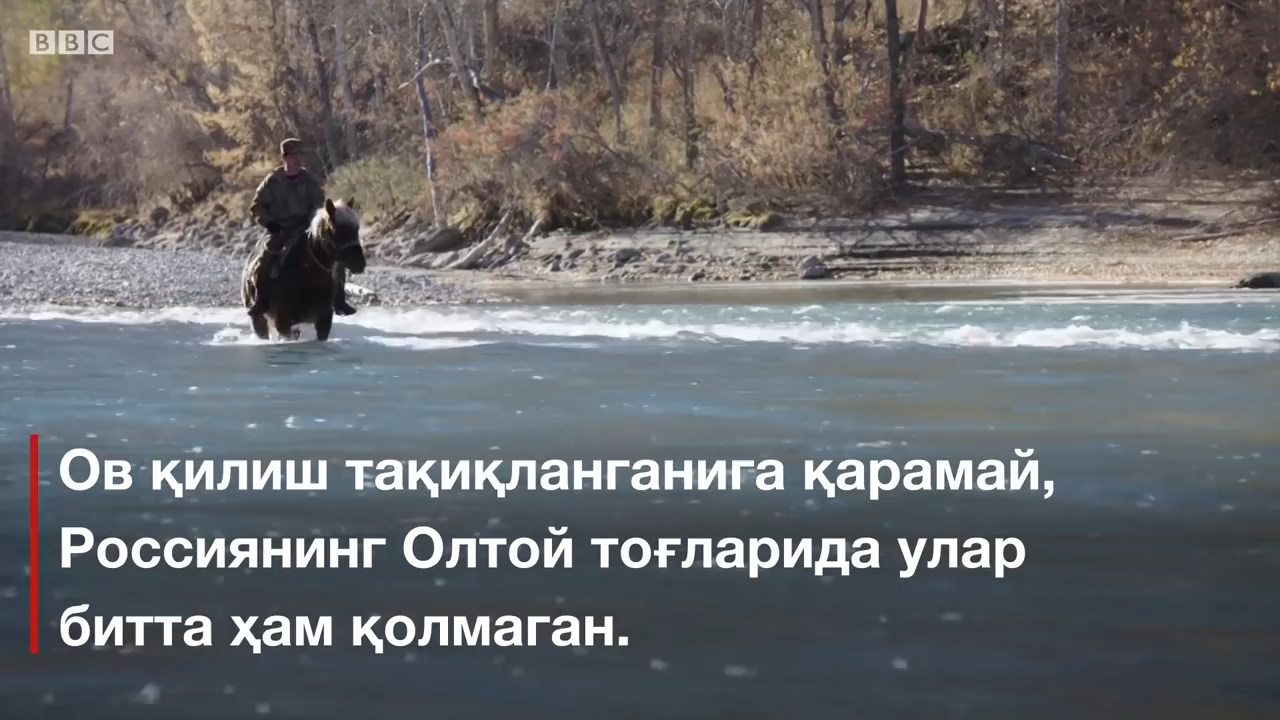 BBC
Ов қилиш тақиқланганига қарамай,
Россиянинг Олтой тоғларида улар
битта ҳам қолмаган.